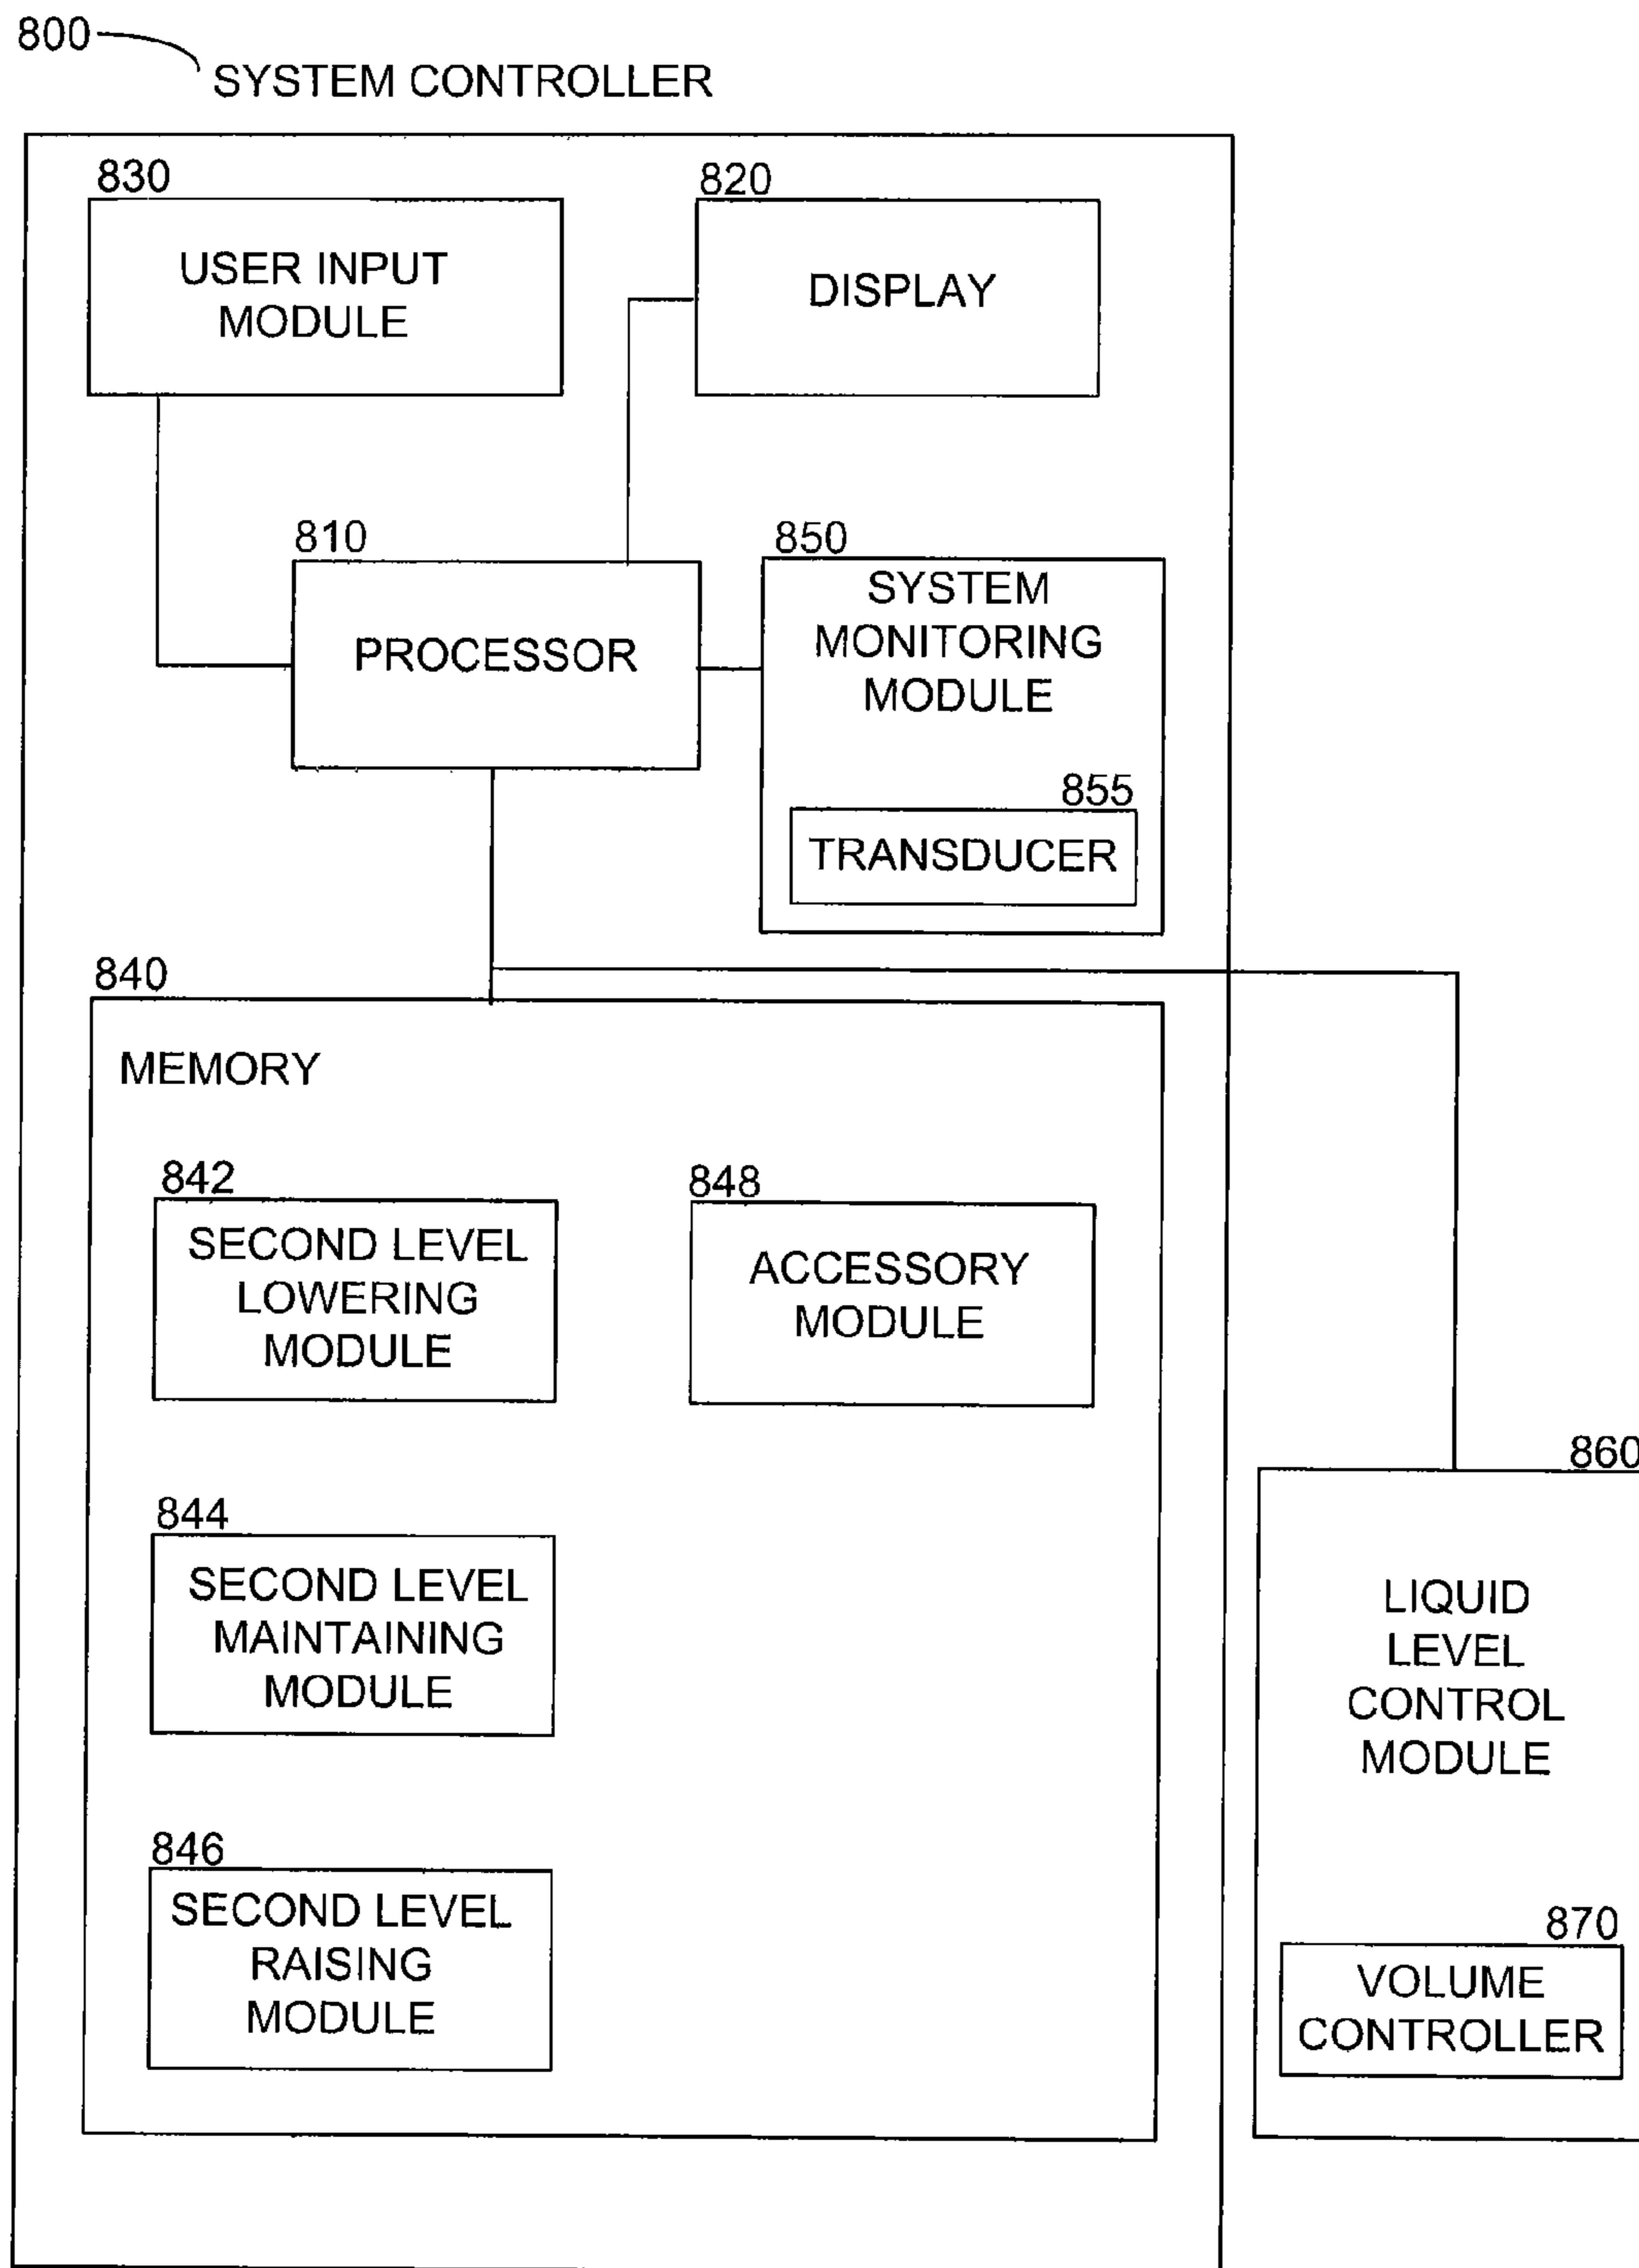 800
SYSTEM CONTROLLER
830
USER INPUT
MODULE
820
DISPLAY
810
PROCESSOR
850
SYSTEM
MONITORING
MODULE
855
TRANSDUCER
840
MEMORY
842
SECOND LEVEL
LOWERING
MODULE
848
ACCESSORY
MODULE
844
SECOND LEVEL
MAINTAINING
MODULE
846
SECOND LEVEL
RAISING
MODULE
860
LIQUID
LEVEL
CONTROL
MODULE
870
VOLUME
CONTROLLER